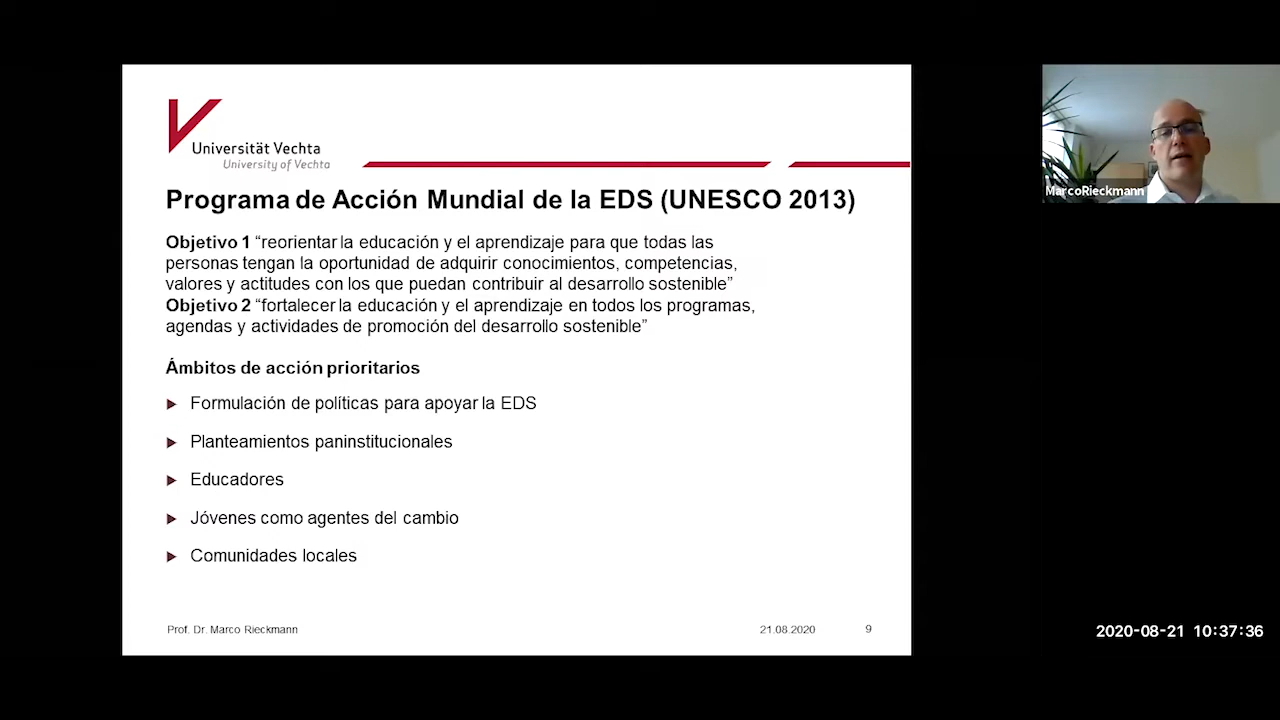 Universität Vechta
University of Vechta
Programa de Acción Mundial de la EDS (UNESCO 2013)
Objetivo 1 “reorientar la educación y el aprendizaje para que todas las
personas tengan la oportunidad de adquirir conocimientos, competencias,
valores y actitudes con los que puedan contribuir al desarrollo sostenible”
Objetivo 2 “fortalecer la educación y el aprendizaje en todos los programas,
agendas y actividades de promoción del desarrollo sostenible”
Ámbitos de acción prioritarios
Formulación de políticas para apoyar la EDS
Planteamientos paninstitucionales
Educadores
Jóvenes como agentes del cambio
Comunidades locales
Prof. Dr. Marco Rieckmann
21.08.2020
9
MarcoRieckmann
2020-08-21 10:37:36